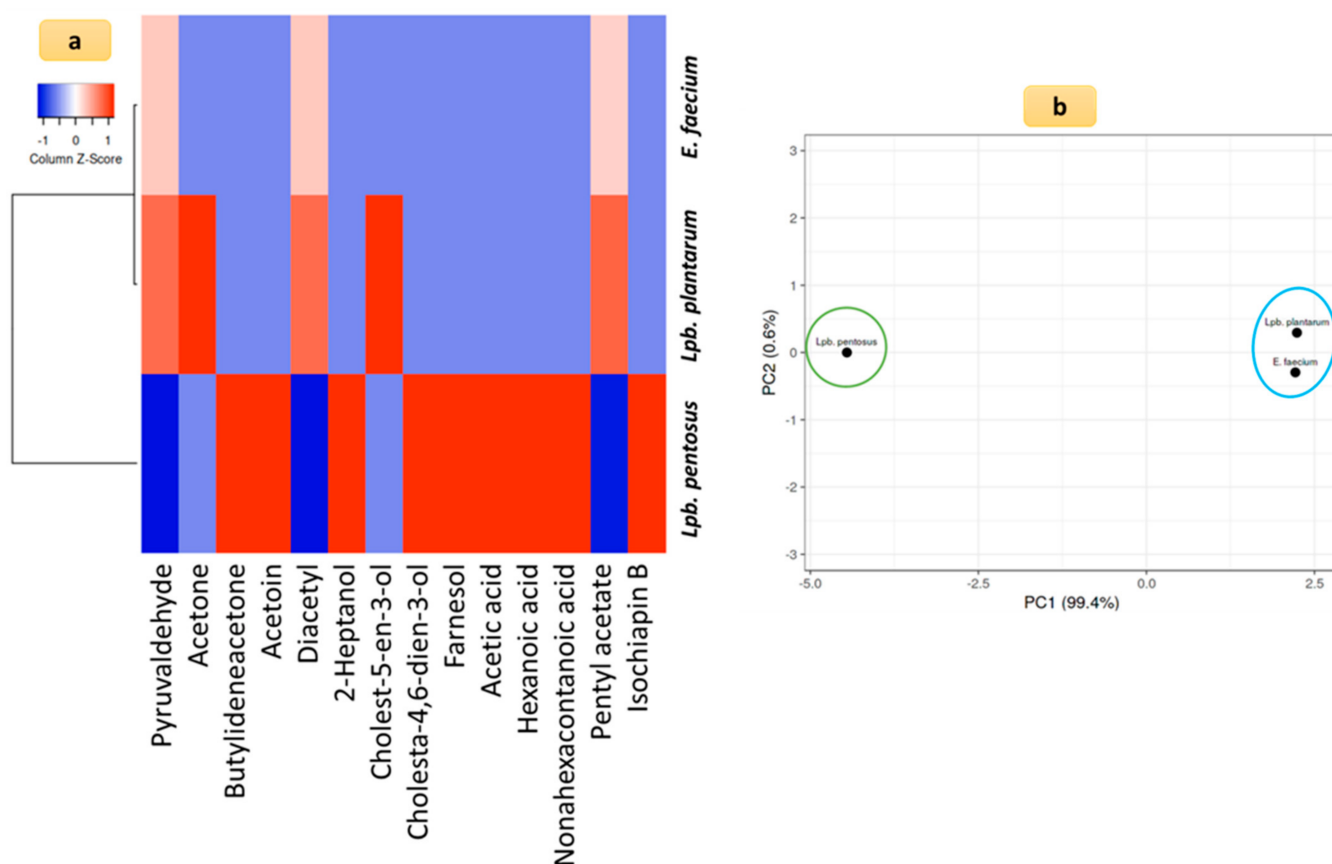 a
-1 0 1
Column Z-Score
E. faecium
Lpb. plantarum
Lpb. pentosus
Pyruvaldehyde
Acetone
Butylideneacetone
Acetoin
Diacetyl
2-Heptanol
Cholest-5-en-3-ol
Cholesta-4,6-dien-3-ol
Farnesol
Acetic acid
Hexanoic acid
Nonahexacontanoic acid
Pentyl acetate
Isochiapin B
b
3
2
1
0
-1
-2
-3
PC2 (0.6%)
Lpb. pentosus
Lpb. plantarum
E. faecium
-5.0 -2.5 0.0 2.5
PC1 (99.4%)